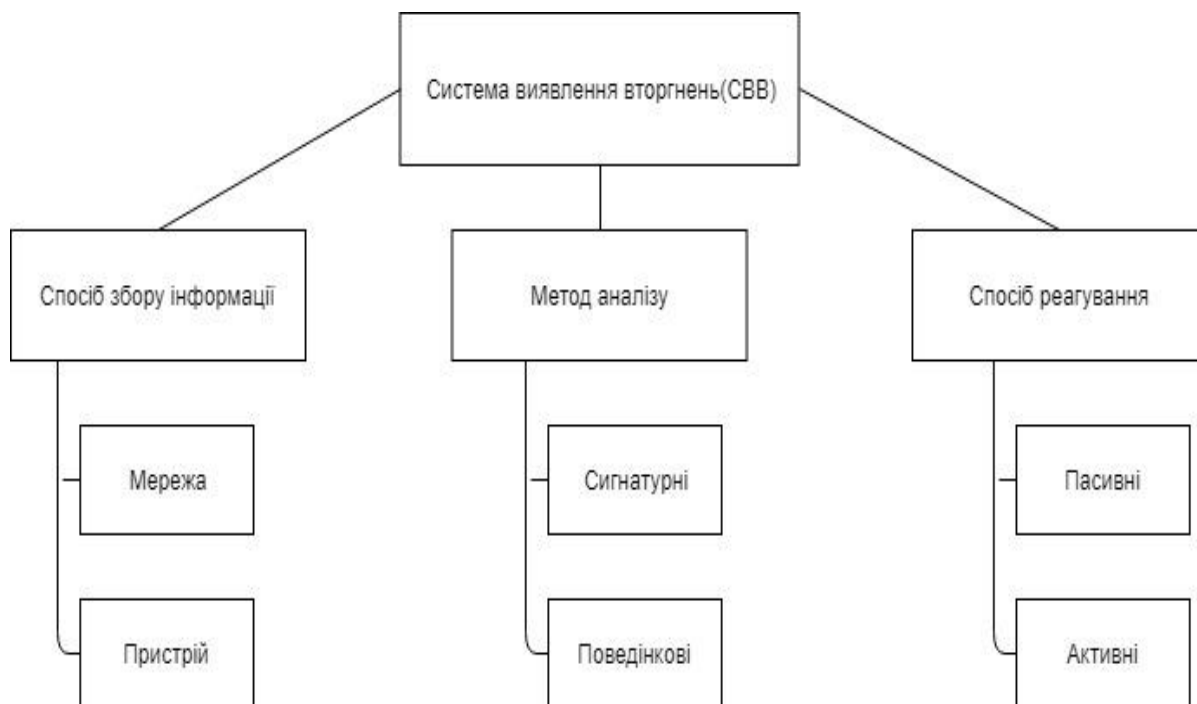 Система виявлення вторгнень(СВВ)
Спосіб збору інформації
Метод аналізу
Спосіб реагування
Мережа
Сигнатурні
Пасивні
Пристрій
Поведінкові
Активні